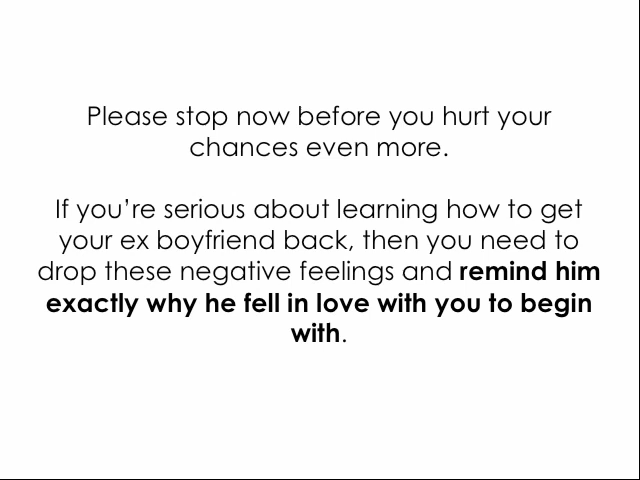 Please stop now before you hurt your
chances even more.
If you’re serious about learning how to get
your ex boyfriend back, then you need to
drop these negative feelings and remind him
exactly why he fell in love with you to begin
with.